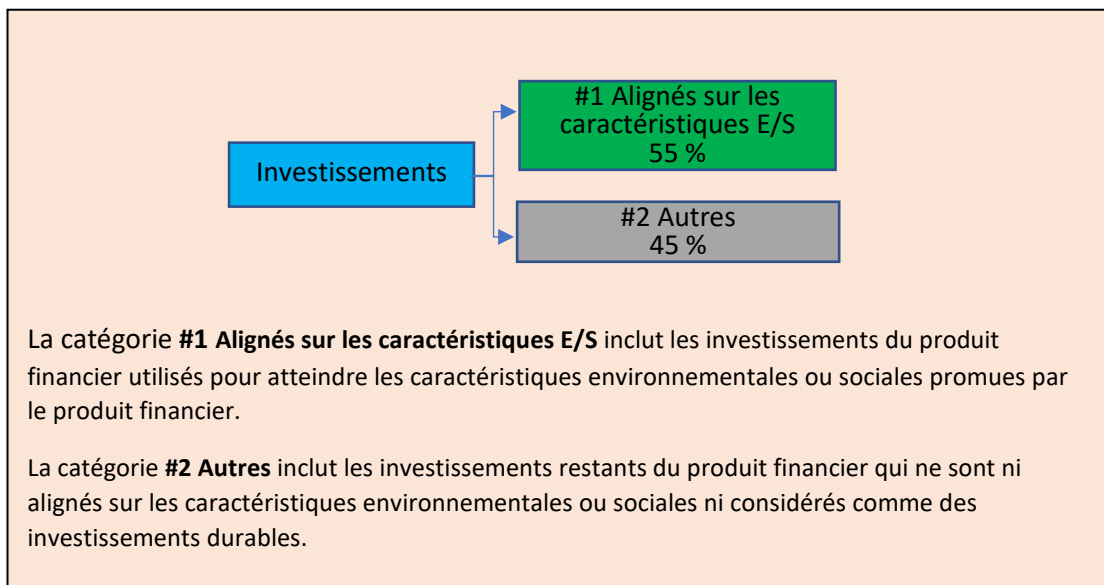 #1 Alignés sur les
caractéristiques E/S
55 %
Investissements
#2 Autres
45 %
La catégorie #1 Alignés sur les caractéristiques E/S inclut les investissements du produit
financier utilisés pour atteindre les caractéristiques environnementales ou sociales promues par
le produit financier.
La catégorie #2 Autres inclut les investissements restants du produit financier qui ne sont ni
alignés sur les caractéristiques environnementales ou sociales ni considérés comme des
investissements durables.